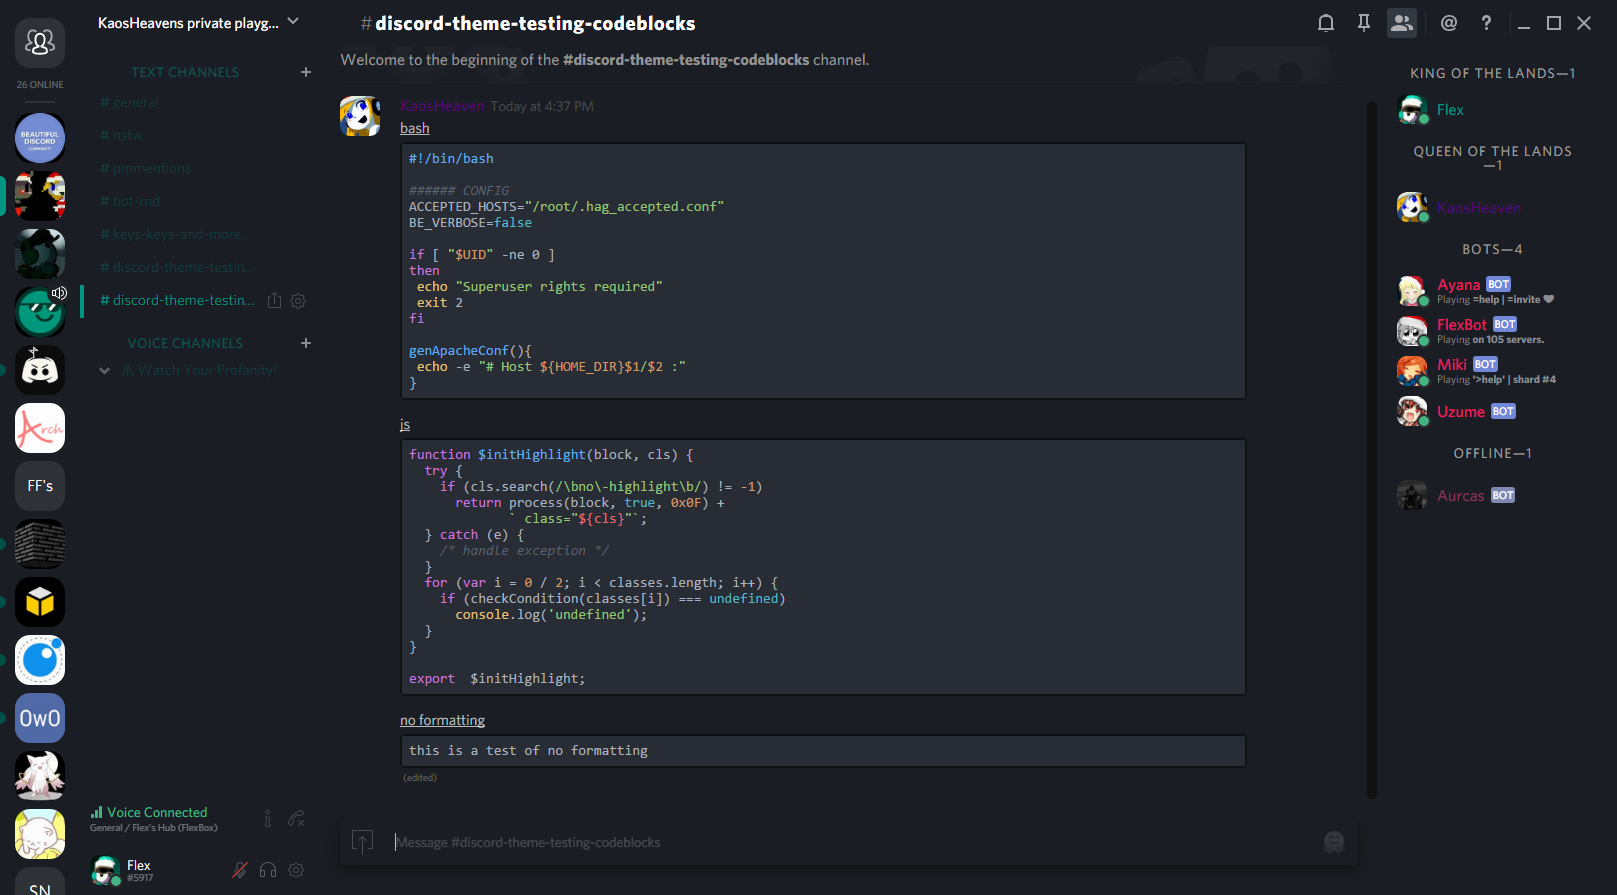 26 ONLINE
BEAUTIFUL
DISCORD
COMMUNITY
Arch
FF's
OwO
SN
KaosHeavens private playg...
TEXT CHANNELS +
# general
# nsfw
# pmmentions
# bot-rnd
# keys-keys-and-more...
# discord-theme-testin...
# discord-theme-testin...
VOICE CHANNELS +
⚠ Watch Your Profanity!
Voice Connected
General / Flex's Hub (FlexBox)
Flex
#5917
# discord-theme-testing-codeblocks
@ ?
Welcome to the beginning of the #discord-theme-testing-codeblocks channel.
KaosHeaven Today at 4:37 PM
bash
#!/bin/bash
###### CONFIG
ACCEPTED_HOSTS="/root/.hag_accepted.conf"
BE_VERBOSE=false
if [ "$UID" -ne 0 ]
then
 echo "Superuser rights required"
 exit 2
fi
genApacheConf(){
 echo -e "# Host ${HOME_DIR}$1/$2 :"
}
js
function $initHighlight(block, cls) {
  try {
    if (cls.search(/\bno\-highlight\b/) != -1)
      return process(block, true, 0x0F) +
             ` class="${cls}"`;
  } catch (e) {
    /* handle exception */
  }
  for (var i = 0 / 2; i < classes.length; i++) {
    if (checkCondition(classes[i]) === undefined)
      console.log('undefined');
  }
}
export  $initHighlight;
no formatting
this is a test of no formatting
(edited)
Message #discord-theme-testing-codeblocks
KING OF THE LANDS—1
Flex
QUEEN OF THE LANDS
—1
KaosHeaven
BOTS—4
Ayana BOT
Playing =help | =invite ❤
FlexBot BOT
Playing on 105 servers.
Miki BOT
Playing '>help' | shard #4
Uzume BOT
OFFLINE—1
Aurcas BOT